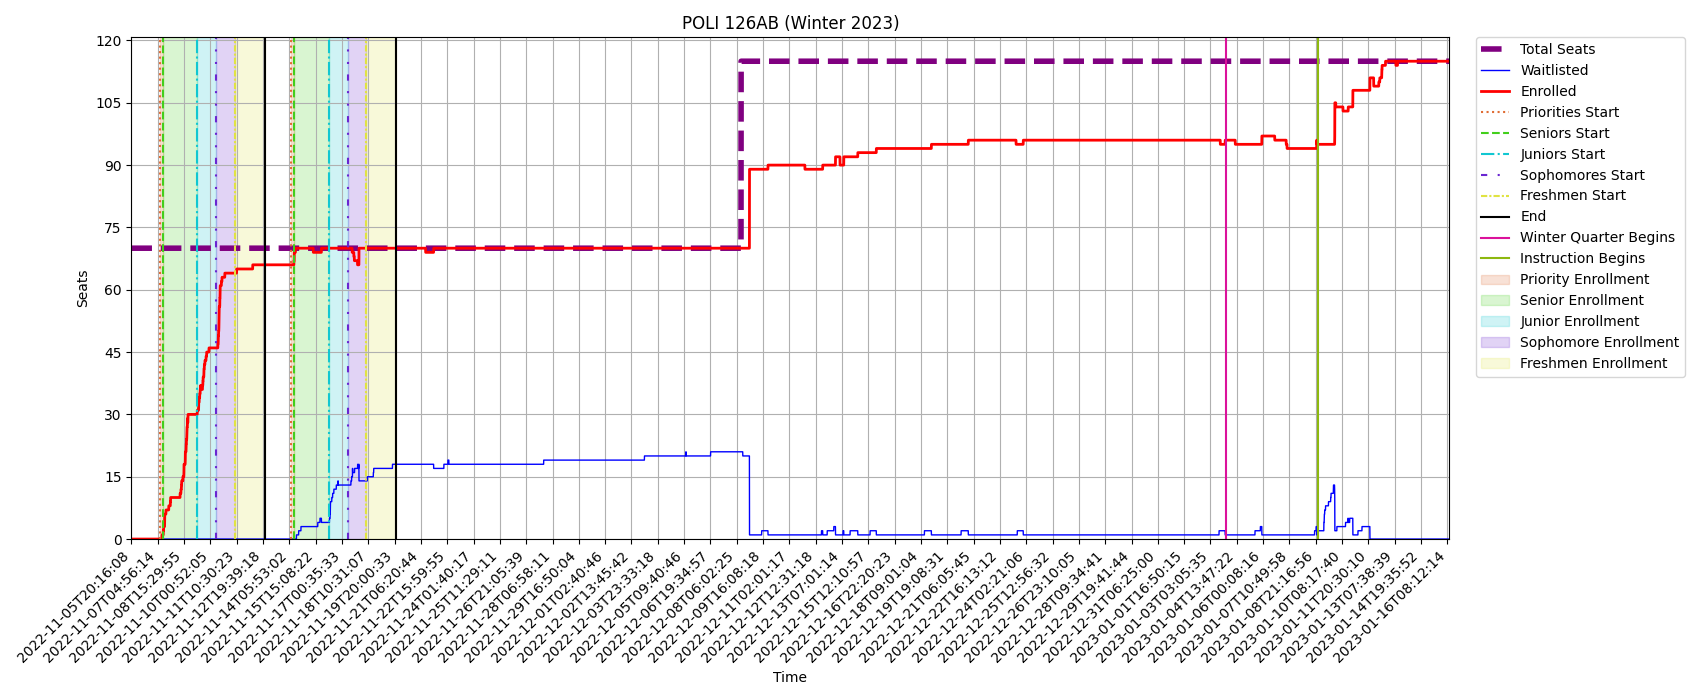 POLI 126AB (Winter 2023)
Seats
120
105
90
75
60
45
30
15
0
2022-11-05T20:16:08
2022-11-07T04:56:14
2022-11-08T15:29:55
2022-11-10T00:52:05
2022-11-11T10:30:23
2022-11-12T19:39:18
2022-11-14T05:53:02
2022-11-15T15:08:22
2022-11-17T00:35:33
2022-11-18T10:31:07
2022-11-19T20:00:33
2022-11-21T06:20:44
2022-11-22T15:59:55
2022-11-24T01:40:17
2022-11-25T11:29:11
2022-11-26T21:05:39
2022-11-28T06:58:11
2022-11-29T16:50:04
2022-12-01T02:40:46
2022-12-02T13:45:42
2022-12-03T23:33:18
2022-12-05T09:40:46
2022-12-06T19:34:57
2022-12-08T06:02:25
2022-12-09T16:08:18
2022-12-11T02:01:17
2022-12-12T12:31:18
2022-12-13T07:01:14
2022-12-15T12:10:57
2022-12-16T22:20:23
2022-12-18T09:01:04
2022-12-19T19:08:31
2022-12-21T06:05:45
2022-12-22T16:13:12
2022-12-24T02:21:06
2022-12-25T12:56:32
2022-12-26T23:10:05
2022-12-28T09:34:41
2022-12-29T19:41:44
2022-12-31T06:25:00
2023-01-01T16:50:15
2023-01-03T03:05:35
2023-01-04T13:47:22
2023-01-06T00:08:16
2023-01-07T10:49:58
2023-01-08T21:16:56
2023-01-10T08:17:40
2023-01-11T20:30:10
2023-01-13T07:38:39
2023-01-14T19:35:52
2023-01-16T08:12:14
Time
Total Seats
Waitlisted
Enrolled
Priorities Start
Seniors Start
Juniors Start
Sophomores Start
Freshmen Start
End
Winter Quarter Begins
Instruction Begins
Priority Enrollment
Senior Enrollment
Junior Enrollment
Sophomore Enrollment
Freshmen Enrollment